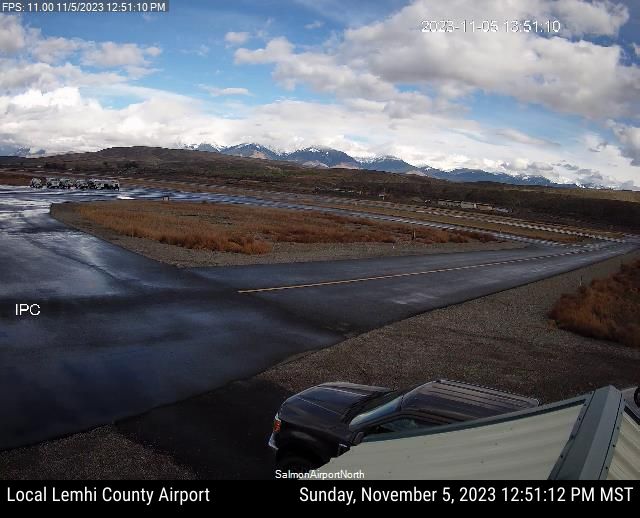 FPS: 11.00 11/5/2023 12:51:10 PM
2023-11-05 13:51:10
IPC
SalmonAirportNorth
Local Lemhi County Airport Sunday, November 5, 2023 12:51:12 PM MST